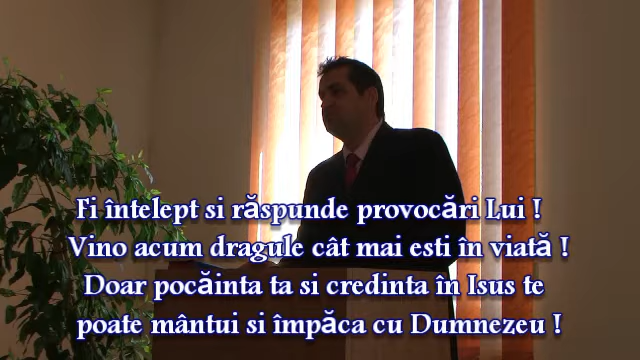 Fi întelept si răspunde provocări Lui !
Vino acum dragule cât mai esti în viată !
Doar pocăinta ta si credinta în Isus te
poate mântui si împăca cu Dumnezeu !